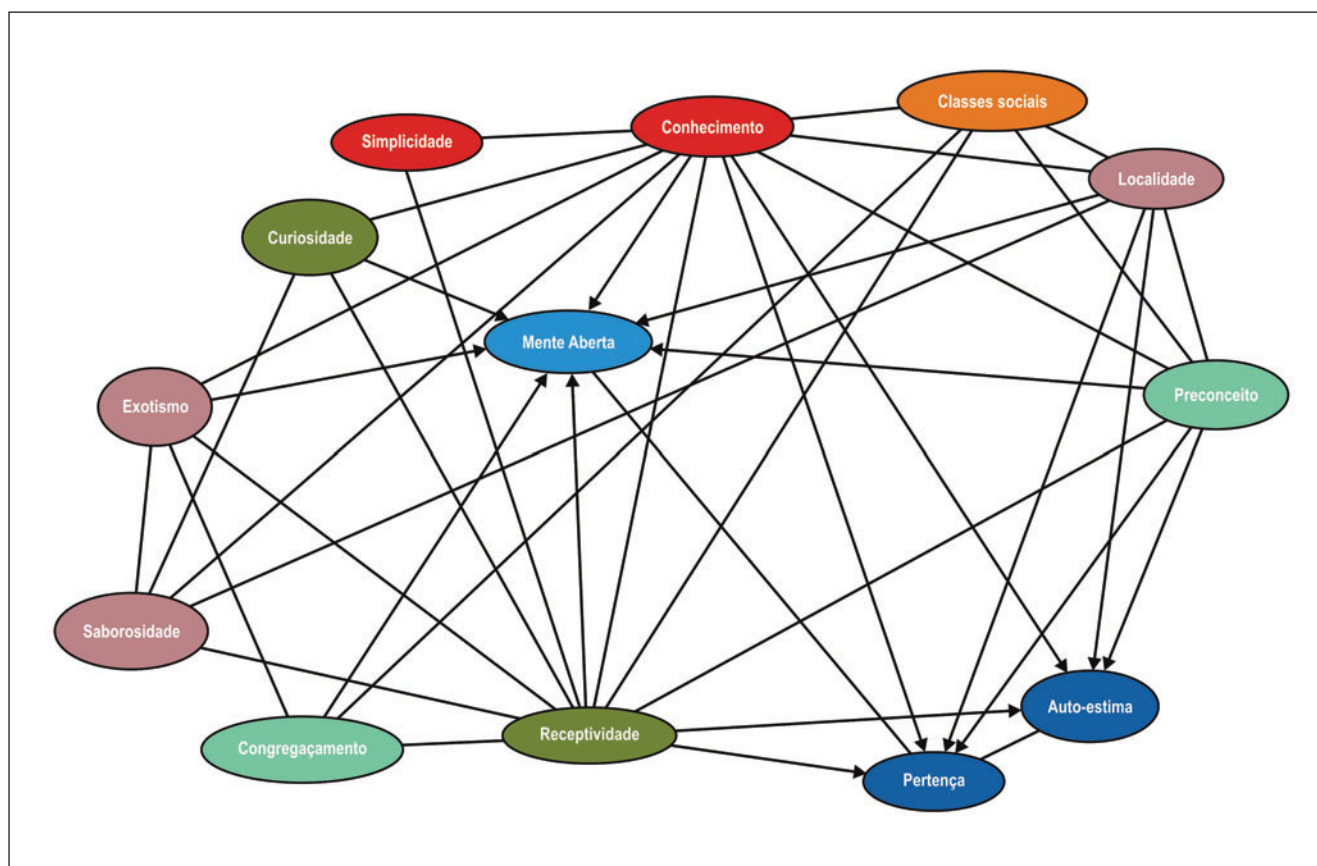 Classes sociais
Conhecimento
Simplicidade
Localidade
Curiosidade
Mente Aberta
Preconceito
Exotismo
Saborosidade
Auto-estima
Receptividade
Congregaçamento
Pertença